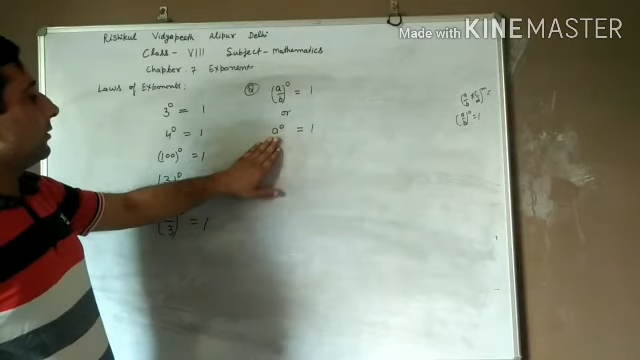 Made with KINEMASTER
Rishikul Vidyapeeth Alipur Delhi
Class - VIII Subject - Mathematics
Chapter 7 Exponent
Laws of Exponents :
3⁰ = 1
4⁰ = 1
(100)⁰ = 1
= 1
(a/b)⁰ = 1
or
a⁰ = 1
(a/b)⁰ = 1